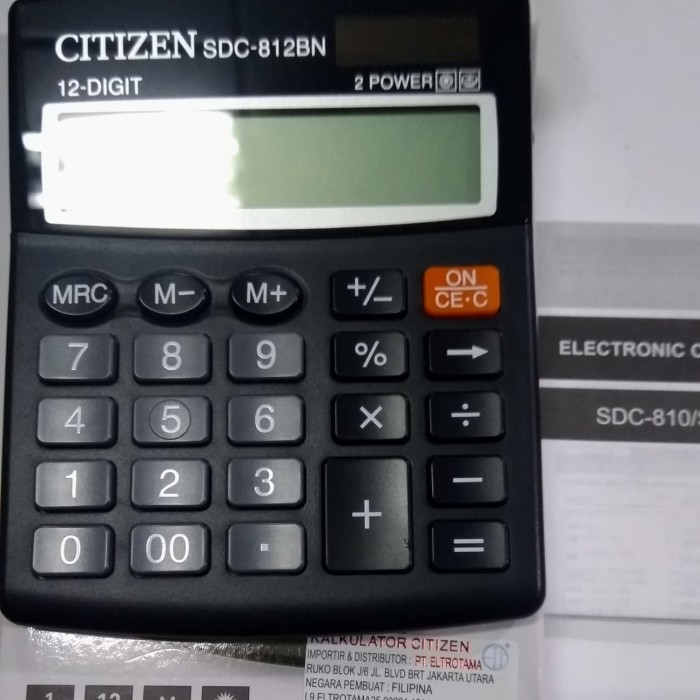 CITIZEN SDC-812BN
12-DIGIT 2 POWER
MRC M− M+ +/− ON
CE·C
7 8 9 % →
4 5 6 × ÷
1 2 3 + −
0 00 . =
ELECTRONIC
SDC-810/
KALKULATOR CITIZEN
IMPORTIR & DISTRIBUTOR : PT. ELTROTAMA
RUKO BLOK J/6 JL. BLVD BRT JAKARTA UTARA
NEGARA PEMBUAT : FILIPINA